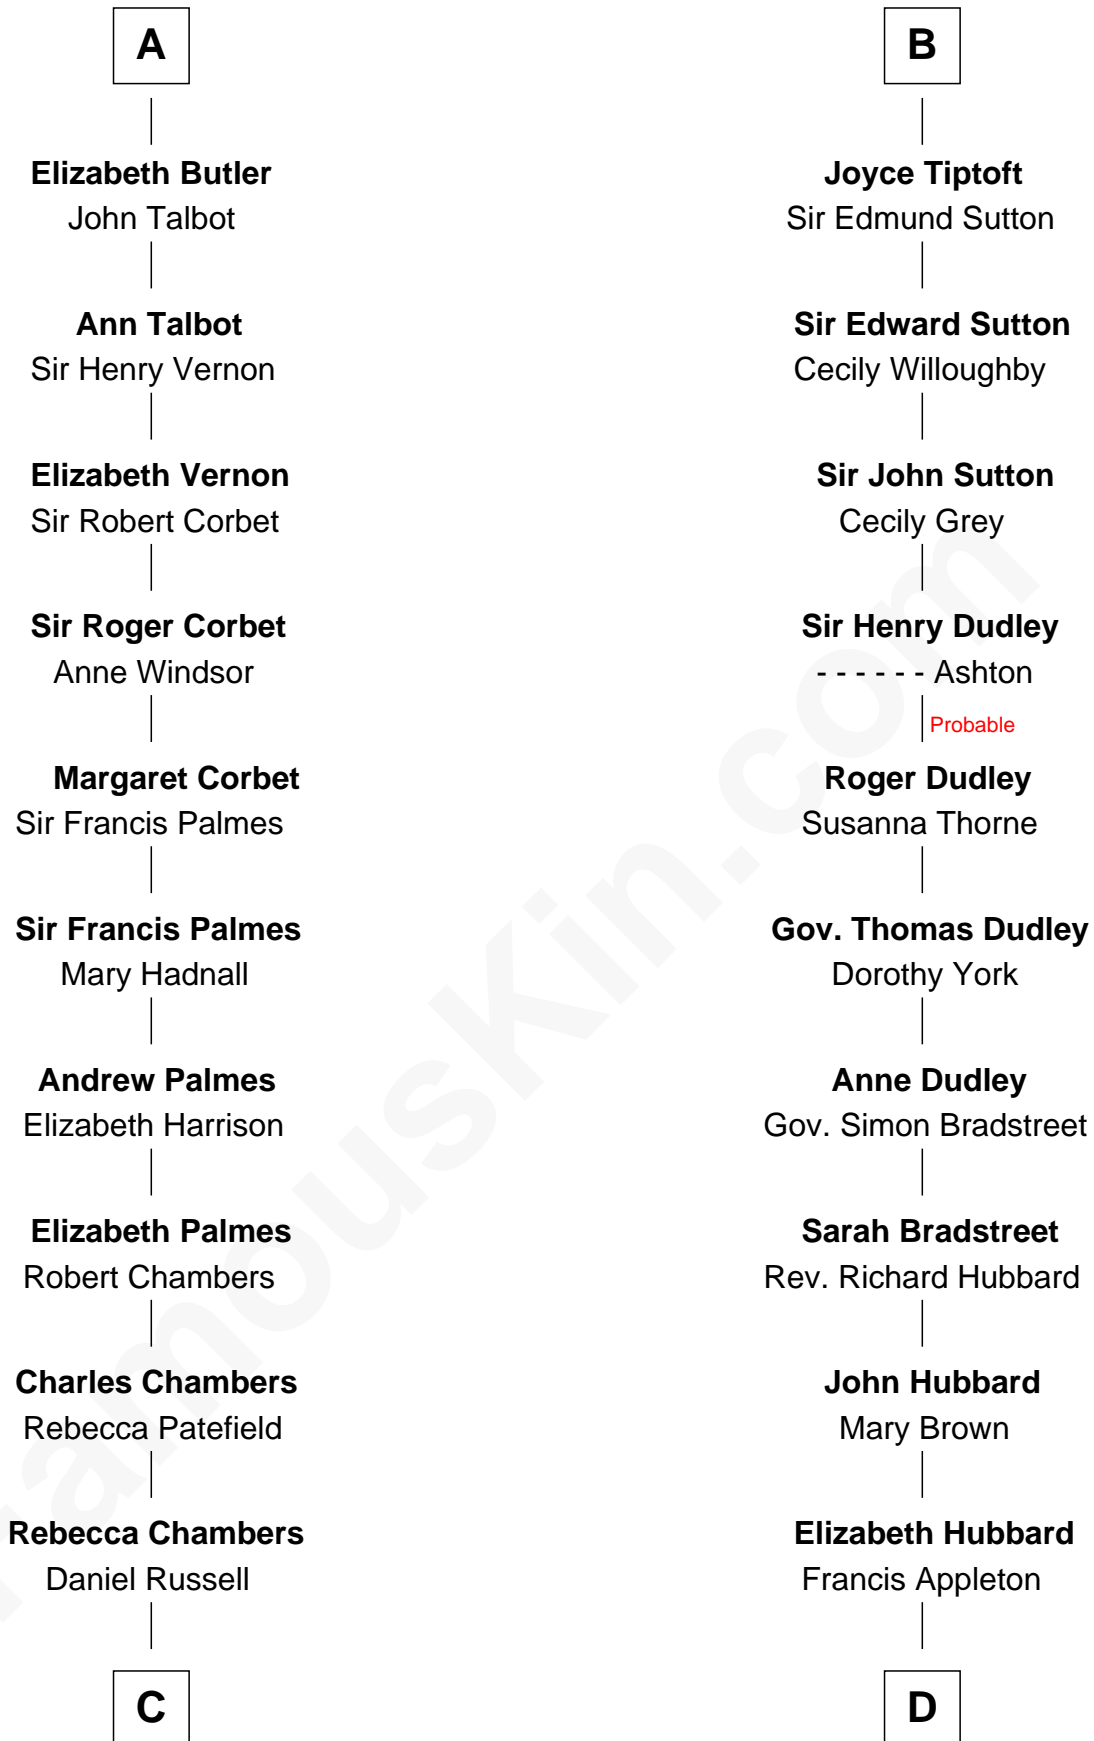 A
Elizabeth Butler
John Talbot
Ann Talbot
Sir Henry Vernon
Elizabeth Vernon
Sir Robert Corbet
Sir Roger Corbet
Anne Windsor
Margaret Corbet
Sir Francis Palmes
Sir Francis Palmes
Mary Hadnall
Andrew Palmes
Elizabeth Harrison
Elizabeth Palmes
Robert Chambers
Charles Chambers
Rebecca Patefield
Rebecca Chambers
Daniel Russell
C
B
Joyce Tiptoft
Sir Edmund Sutton
Sir Edward Sutton
Cecily Willoughby
Sir John Sutton
Cecily Grey
Sir Henry Dudley
- - - - - - Ashton
Probable
Roger Dudley
Susanna Thorne
Gov. Thomas Dudley
Dorothy York
Anne Dudley
Gov. Simon Bradstreet
Sarah Bradstreet
Rev. Richard Hubbard
John Hubbard
Mary Brown
Elizabeth Hubbard
Francis Appleton
D
FamousKin.com